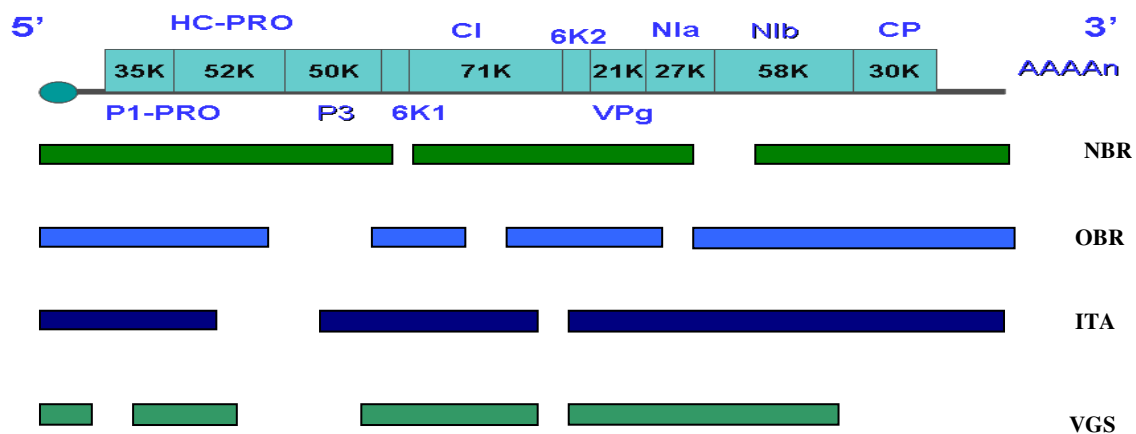 5’ HC-PRO CI 6K2 NIa NIb CP 3’
35K 52K 50K 71K 21K 27K 58K 30K AAAAn
P1-PRO P3 6K1 VPg
NBR
OBR
ITA
VGS